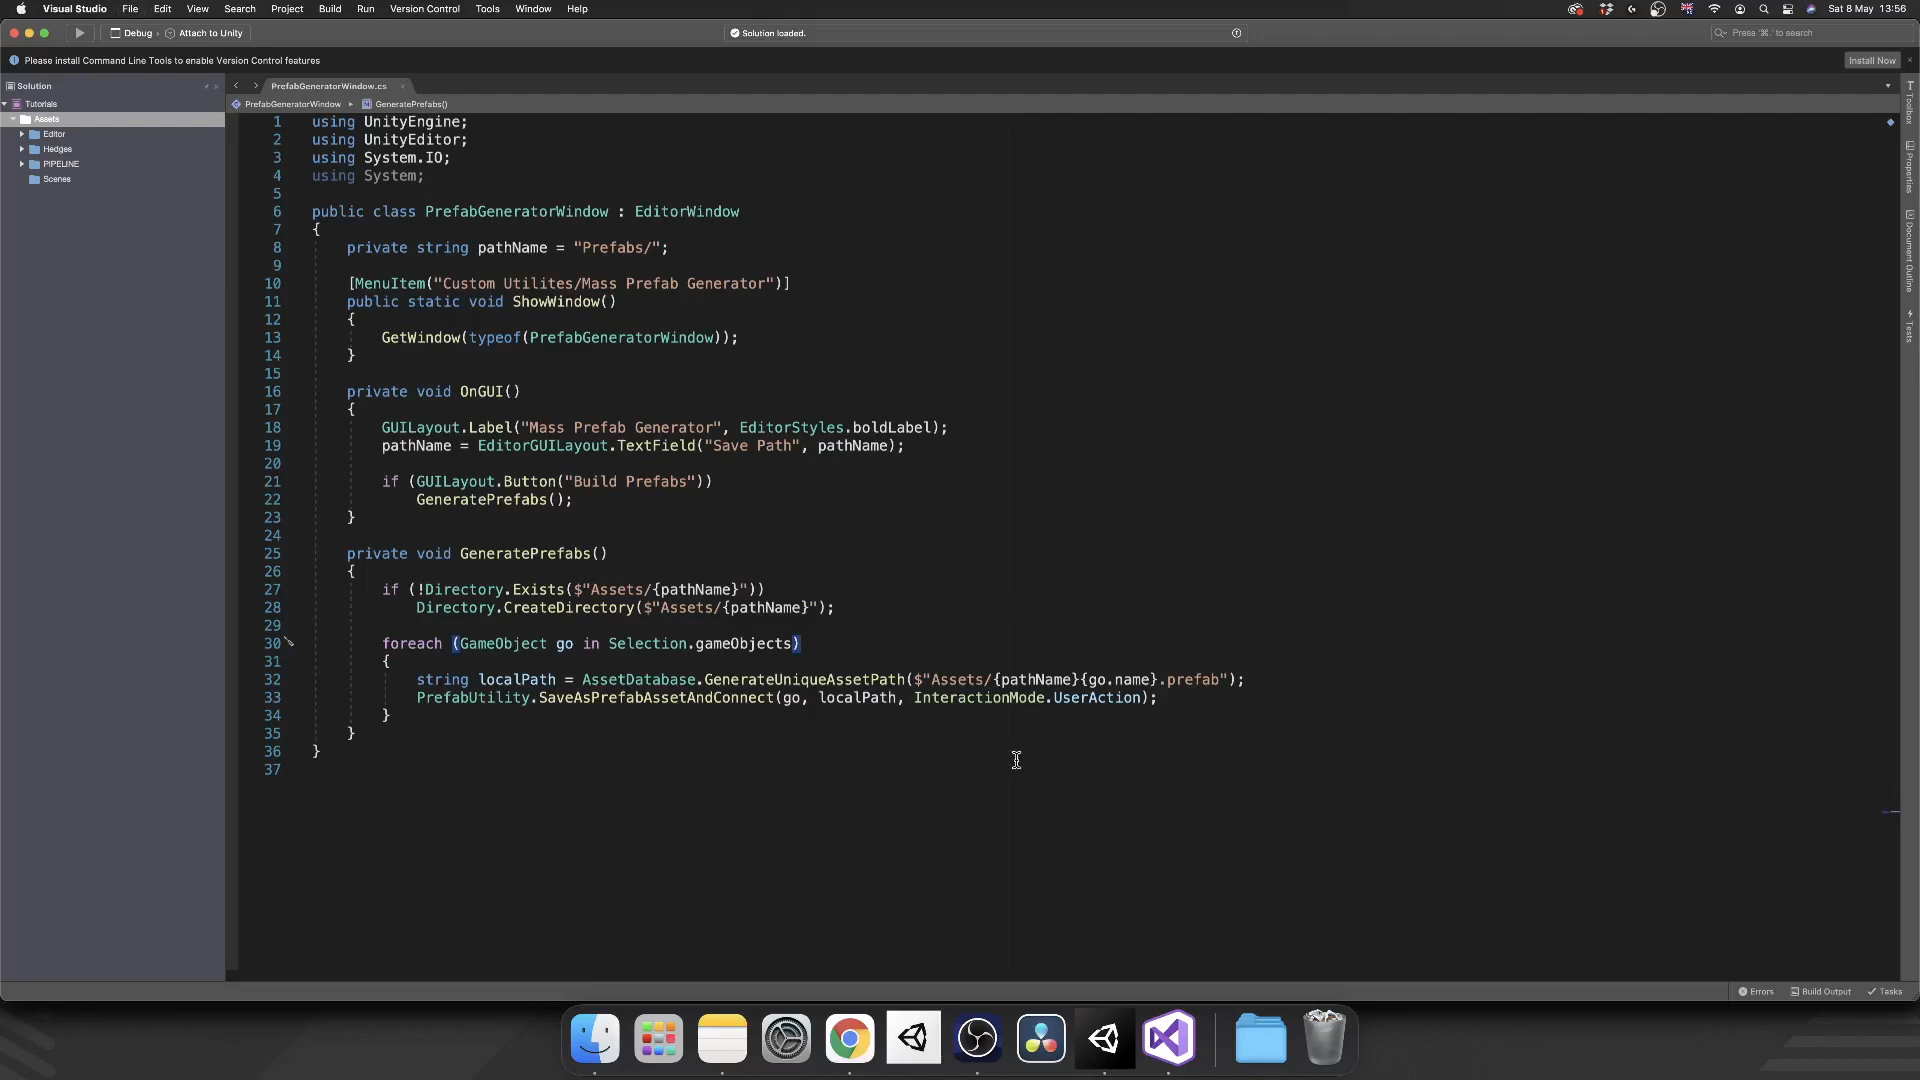 Visual Studio File Edit View Search Project Build Run Version Control Tools Window Help Sat 8 May 13:56
Debug › Attach to Unity Solution loaded. Press '⌘.' to search
Please install Command Line Tools to enable Version Control features Install Now
Solution
Tutorials
Assets
Editor
Hedges
PIPELINE
Scenes
PrefabGeneratorWindow.cs
PrefabGeneratorWindow GeneratePrefabs()
1 using UnityEngine;
2 using UnityEditor;
3 using System.IO;
4 using System;
5
6 public class PrefabGeneratorWindow : EditorWindow
7 {
8 private string pathName = "Prefabs/";
9
10 [MenuItem("Custom Utilites/Mass Prefab Generator")]
11 public static void ShowWindow()
12 {
13 GetWindow(typeof(PrefabGeneratorWindow));
14 }
15
16 private void OnGUI()
17 {
18 GUILayout.Label("Mass Prefab Generator", EditorStyles.boldLabel);
19 pathName = EditorGUILayout.TextField("Save Path", pathName);
20
21 if (GUILayout.Button("Build Prefabs"))
22 GeneratePrefabs();
23 }
24
25 private void GeneratePrefabs()
26 {
27 if (!Directory.Exists($"Assets/{pathName}"))
28 Directory.CreateDirectory($"Assets/{pathName}");
29
30 foreach (GameObject go in Selection.gameObjects)
31 {
32 string localPath = AssetDatabase.GenerateUniqueAssetPath($"Assets/{pathName}{go.name}.prefab");
33 PrefabUtility.SaveAsPrefabAssetAndConnect(go, localPath, InteractionMode.UserAction);
34 }
35 }
36 }
37
Toolbox
Properties
Document Outline
Tests
Errors Build Output Tasks